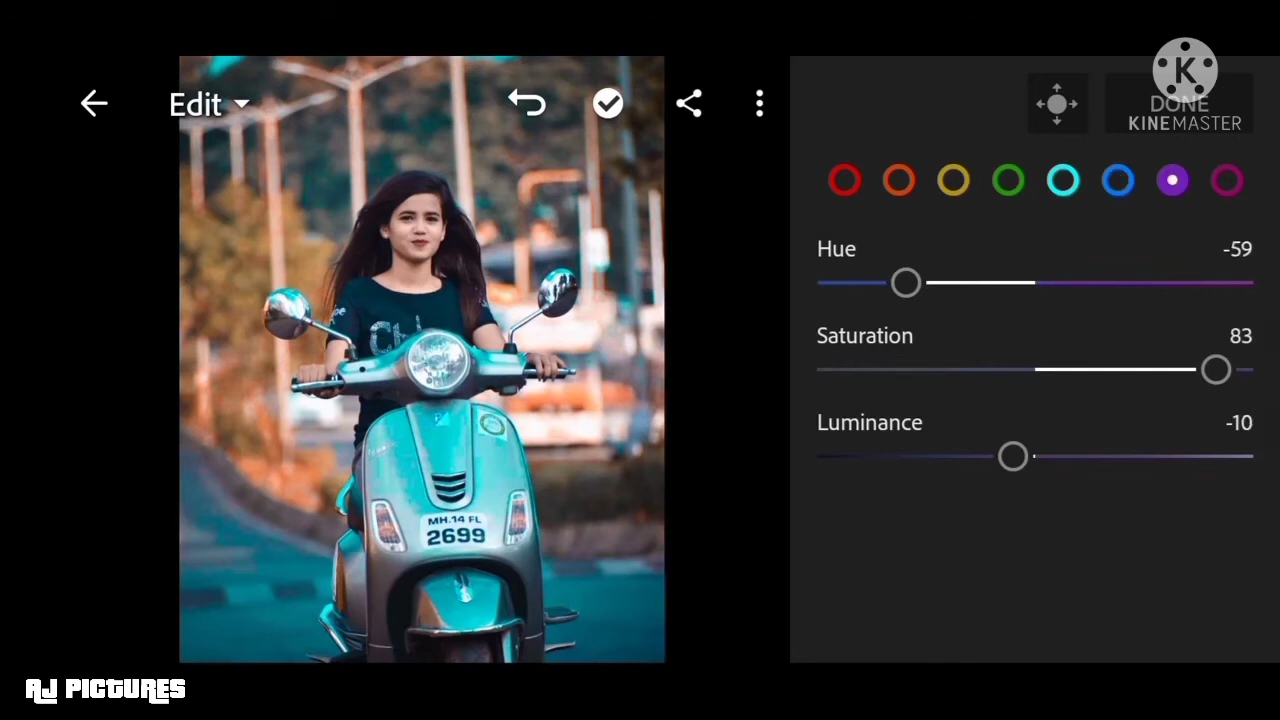 Edit
DONE
KINEMASTER
Hue -59
Saturation 83
Luminance -10
MH.14 FL
2699
AJ PICTURES